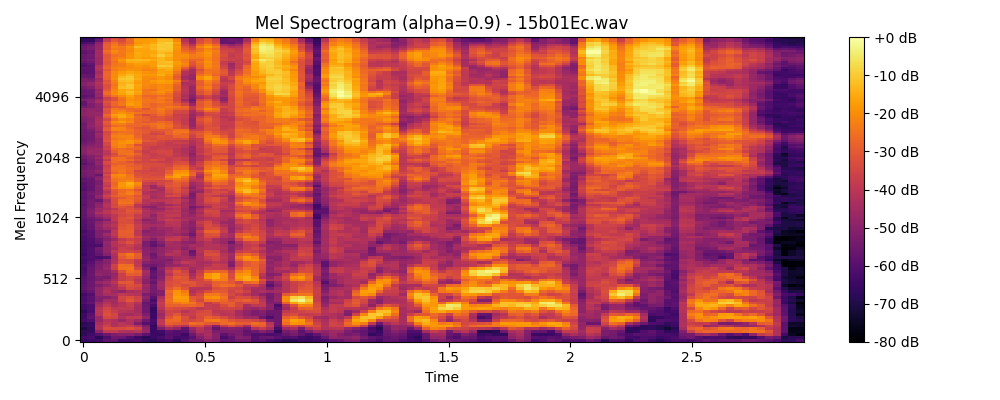 Mel Spectrogram (alpha=0.9) - 15b01Ec.wav
Mel Frequency
4096
2048
1024
512
0
0
0.5
1
1.5
2
2.5
Time
+0 dB
-10 dB
-20 dB
-30 dB
-40 dB
-50 dB
-60 dB
-70 dB
-80 dB